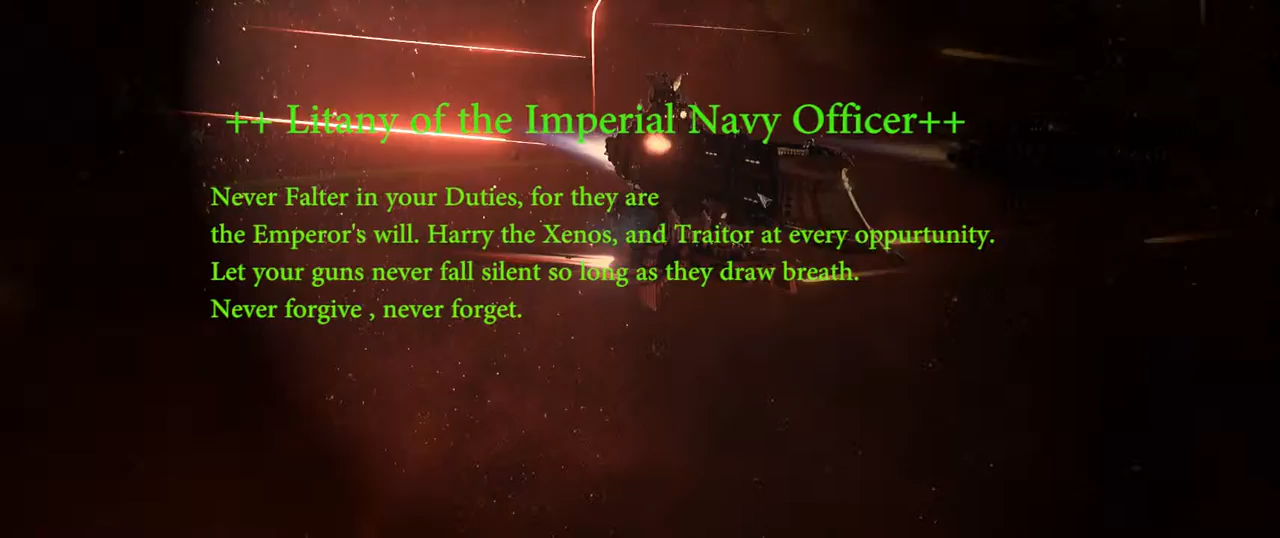 ++ Litany of the Imperial Navy Officer++
Never Falter in your Duties, for they are
the Emperor's will. Harry the Xenos, and Traitor at every oppurtunity.
Let your guns never fall silent so long as they draw breath.
Never forgive , never forget.